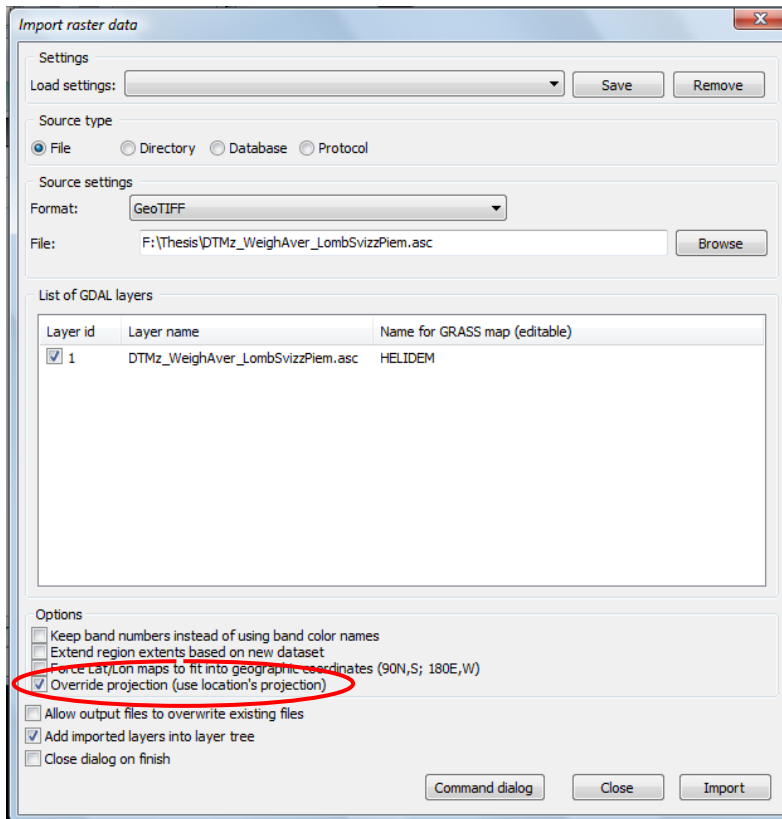 Import raster data
Settings
Load settings: Save Remove
Source type
File Directory Database Protocol
Source settings
Format: GeoTIFF
File: F:\Thesis\DTMz_WeighAver_LombSvizzPiem.asc Browse
List of GDAL layers
Layer id Layer name Name for GRASS map (editable)
1 DTMz_WeighAver_LombSvizzPiem.asc HELIDEM
Options
Keep band numbers instead of using band color names
Extend region extents based on new dataset
Force Lat/Lon maps to fit into geographic coordinates (90N,S; 180E,W)
Override projection (use location's projection)
Allow output files to overwrite existing files
Add imported layers into layer tree
Close dialog on finish
Command dialog Close Import